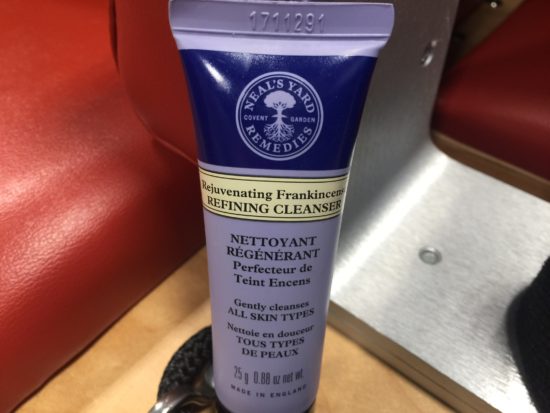 1711291
NEAL'S YARD
COVENT GARDEN
REMEDIES
Rejuvenating Frankincense
REFINING CLEANSER
NETTOYANT
RÉGÉNÉRANT
Perfecteur de
Teint Encens
Gently cleanses
ALL SKIN TYPES
Nettoie en douceur
TOUS TYPES
DE PEAUX
25 g 0.88 oz net wt.
MADE IN ENGLAND